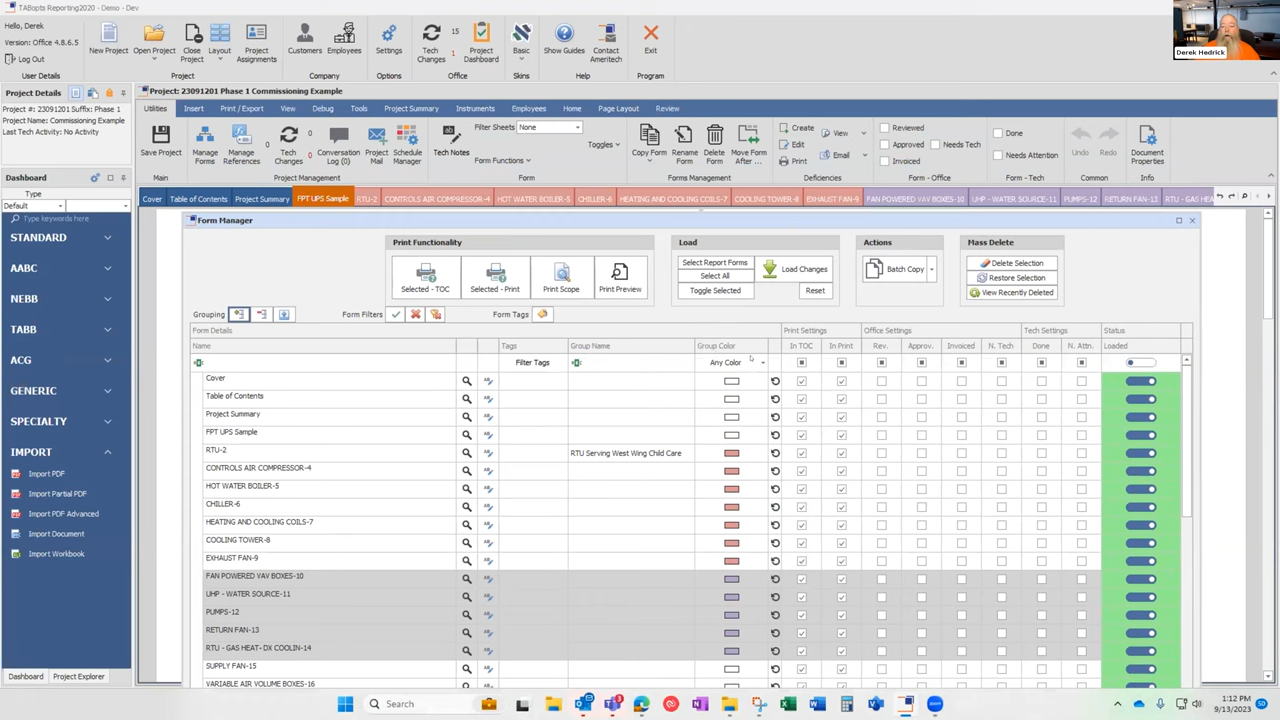 TABopts Reporting2020 - Demo - Dev
Hello, Derek
Version: Office 4.8.6.5
Log Out
User Details
New Project
Open Project
Close Project
Layout
Project Assignments
Project
Customers
Employees
Company
Settings
Options
Tech Changes
15
1
Project Dashboard
Office
Basic
Skins
Show Guides
Contact Ameritech
Help
Exit
Program
Derek Hedrick
Project Details
Project #: 23091201 Suffix: Phase 1
Project Name: Commissioning Example
Last Tech Activity: No Activity
Dashboard
Type
Default
Type keywords here
STANDARD
AABC
NEBB
TABB
ACG
GENERIC
SPECIALTY
IMPORT
Import PDF
Import Partial PDF
Import PDF Advanced
Import Document
Import Workbook
Dashboard
Project Explorer
Project: 23091201 Phase 1 Commissioning Example
Utilities Insert Print / Export View Debug Tools Project Summary Instruments Employees Home Page Layout Review
Save Project
Main
Manage Forms
Manage References
0
Tech Changes
0
0
Conversation Log (0)
Project Mail
Schedule Manager
Project Management
Tech Notes
Filter Sheets None
Form Functions
Toggles
Form
Copy Form
Rename Form
Delete Form
Move Form After ...
Forms Management
Create
Edit
Print
View
Email
Deficiencies
Reviewed
Approved
Needs Tech
Invoiced
Form - Office
Done
Needs Attention
Form - Tech
Undo
Redo
Common
Document Properties
Info
Cover Table of Contents Project Summary FPT UPS Sample RTU-2 CONTROLS AIR COMPRESSOR-4 HOT WATER BOILER-5 CHILLER-6 HEATING AND COOLING COILS-7 COOLING TOWER-8 EXHAUST FAN-9 FAN POWERED VAV BOXES-10 UHP - WATER SOURCE-11 PUMPS-12 RETURN FAN-13 RTU - GAS HEA
Form Manager
Print Functionality
Selected - TOC
Selected - Print
Print Scope
Print Preview
Load
Select Report Forms
Select All
Toggle Selected
Load Changes
Reset
Actions
Batch Copy
Mass Delete
Delete Selection
Restore Selection
View Recently Deleted
Grouping
Form Filters
Form Tags
Form Details Print Settings Office Settings Tech Settings Status
Name Tags Group Name Group Color In TOC In Print Rev. Approv. Invoiced N. Tech Done N. Attn. Loaded
Filter Tags Any Color
Cover
Table of Contents
Project Summary
FPT UPS Sample
RTU-2 RTU Serving West Wing Child Care
CONTROLS AIR COMPRESSOR-4
HOT WATER BOILER-5
CHILLER-6
HEATING AND COOLING COILS-7
COOLING TOWER-8
EXHAUST FAN-9
FAN POWERED VAV BOXES-10
UHP - WATER SOURCE-11
PUMPS-12
RETURN FAN-13
RTU - GAS HEAT- DX COOLIN-14
SUPPLY FAN-15
VARIABLE AIR VOLUME BOXES-16
Search
1:12 PM
9/13/2023